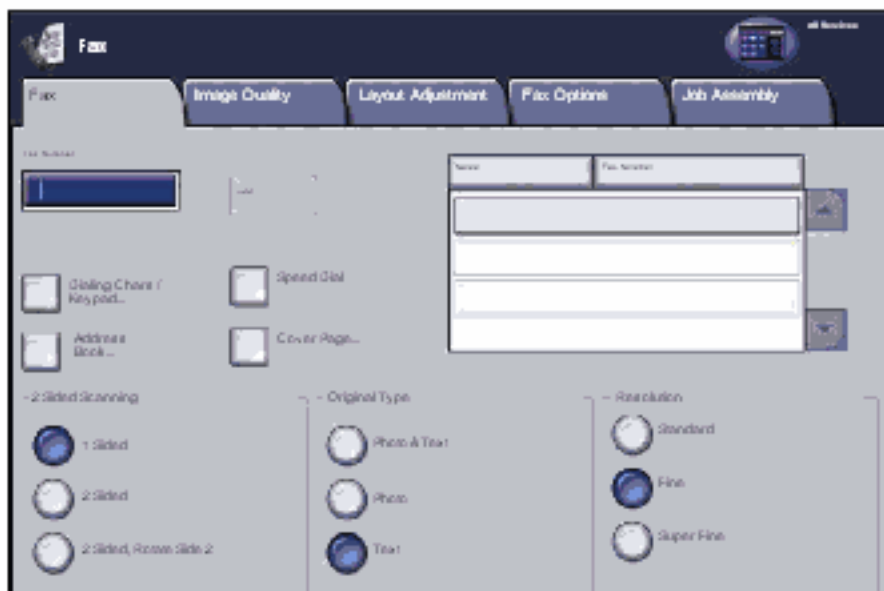 Fax
All Services
Fax
Image Quality
Layout Adjustment
Fax Options
Job Assembly
Fax Number
Name
Fax Number
Dialing Chars /
Keypad...
Speed Dial
Address
Book...
Cover Page...
2 Sided Scanning
1 Sided
2 Sided
2 Sided, Rotate Side 2
Original Type
Photo & Text
Photo
Text
Resolution
Standard
Fine
Super Fine